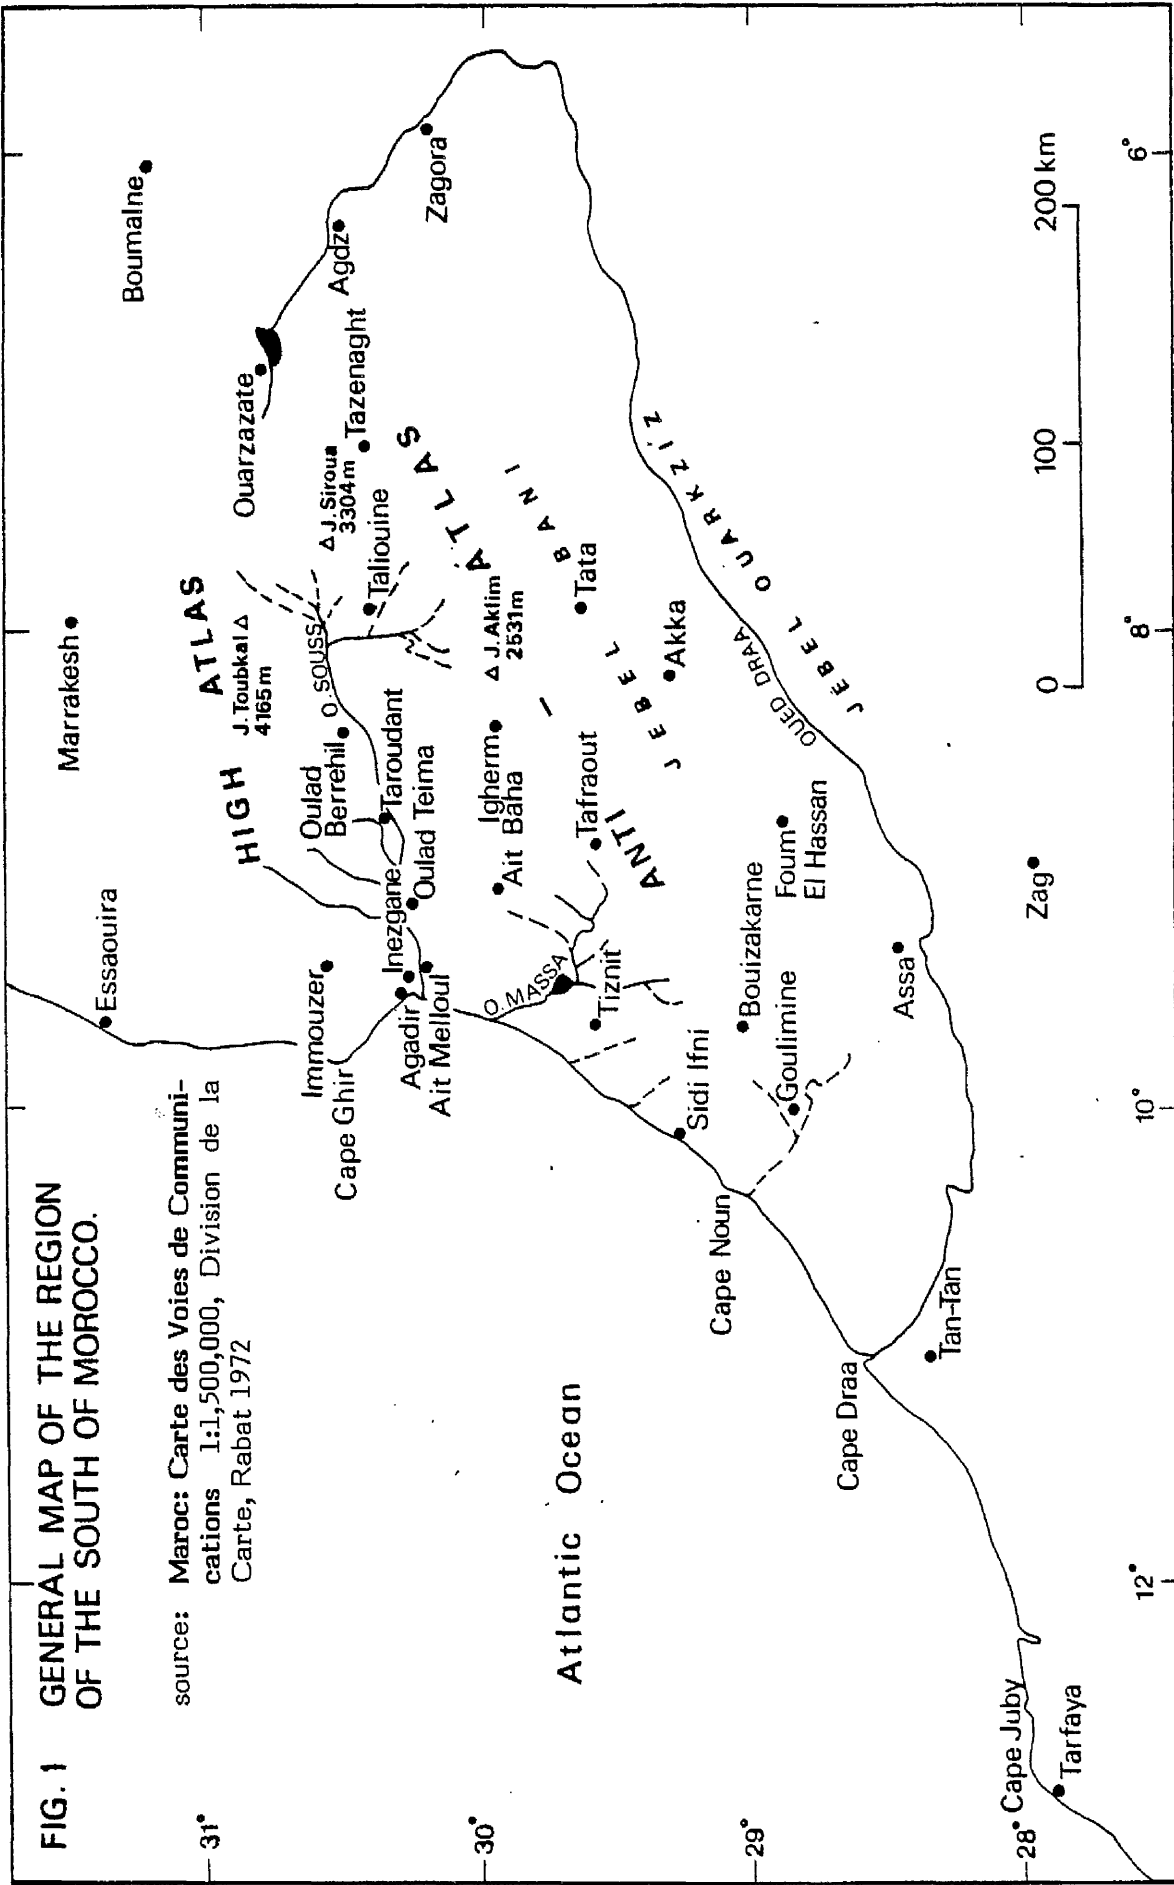 FIG. 1 GENERAL MAP OF THE REGION
OF THE SOUTH OF MOROCCO.
source: Maroc: Carte des Voies de Communi-
cations 1:1,500,000, Division de la
Carte, Rabat 1972
31°
30°
29°
28°
12°
10°
8°
6°
Atlantic Ocean
Essaouira
Marrakesh
Boumalne
HIGH ATLAS
J. Toubkal
4165m
Ouarzazate
Immouzer
Cape Ghir
Agadir
Inezgane
Ait Melloul
Oulad
Berrehil
Taroudant
Oulad Teima
O. SOUSS
J. Siroua
3304m
Taliouine
Tazenaght
Agdz
Zagora
Igherm
Ait
Baha
J. Aklim
2531m
ANTI - ATLAS
O. MASSA
Tiznit
Tafraout
Tata
Akka
JEBEL BANI
Sidi Ifni
Bouizakarne
Goulimine
Foum
El Hassan
OUED DRAA
JEBEL OUARKZIZ
Cape Noun
Assa
Zag
Cape Draa
Tan-Tan
Cape Juby
Tarfaya
0 100 200 km